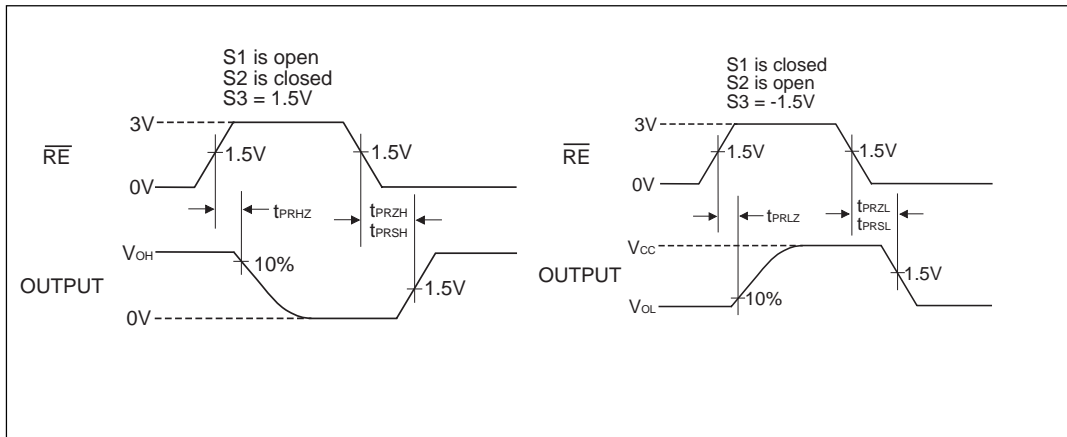 S1 is open
S2 is closed
S3 = 1.5V
3V
RE
1.5V
1.5V
0V
tPRHZ
tPRZH
tPRSH
VOH
10%
OUTPUT
1.5V
0V
S1 is closed
S2 is open
S3 = -1.5V
3V
RE
1.5V
1.5V
0V
tPRLZ
tPRZL
tPRSL
VCC
OUTPUT
1.5V
10%
VOL